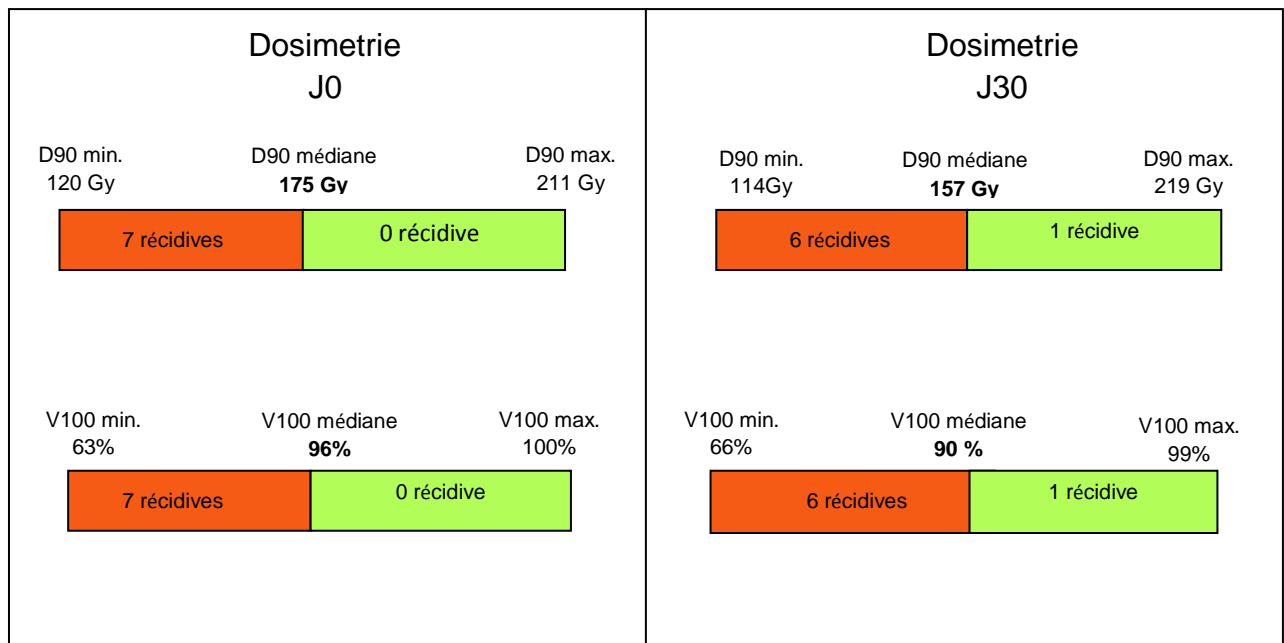 Dosimetrie
J0
D90 min.
120 Gy
D90 médiane
175 Gy
D90 max.
211 Gy
7 récidives
0 récidive
V100 min.
63%
V100 médiane
96%
V100 max.
100%
7 récidives
0 récidive
Dosimetrie
J30
D90 min.
114Gy
D90 médiane
157 Gy
D90 max.
219 Gy
6 récidives
1 récidive
V100 min.
66%
V100 médiane
90 %
V100 max.
99%
6 récidives
1 récidive